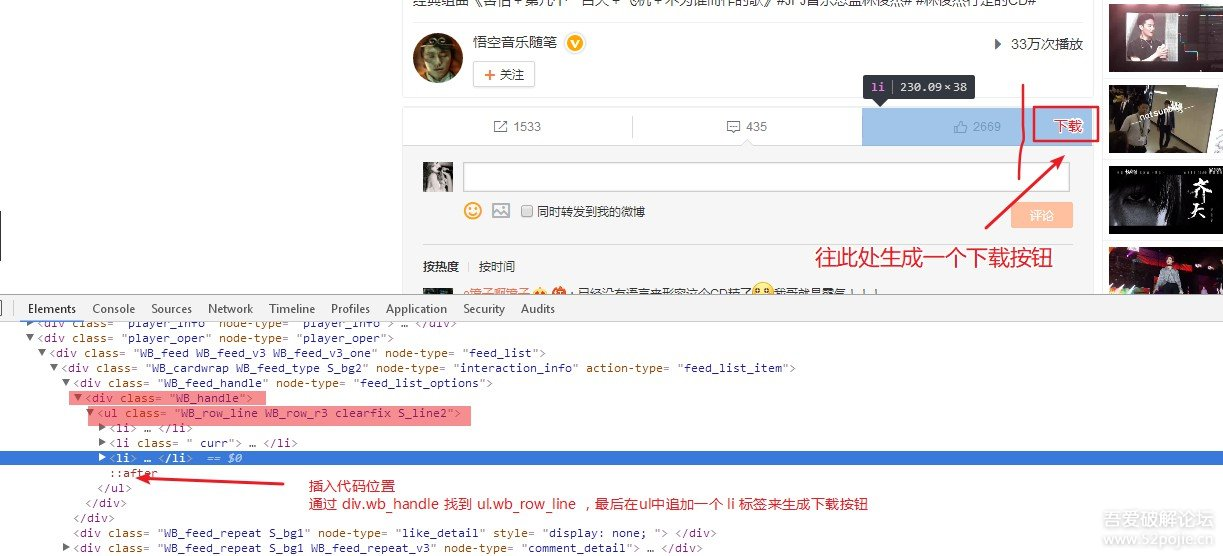 悟空音乐随笔
33万次播放
+ 关注
li 230.09×38
1533
435
2669
下载
同时转发到我的微博
评论
往此处生成一个下载按钮
按热度 按时间
齐天
Elements Console Sources Network Timeline Profiles Application Security Audits
<div class= "player_info" node-type= "player_info"> … </div>
<div class= "player_oper" node-type= "player_oper">
<div class= "WB_feed WB_feed_v3 WB_feed_v3_one" node-type= "feed_list">
<div class= "WB_cardwrap WB_feed_type S_bg2" node-type= "interaction_info" action-type= "feed_list_item">
<div class= "WB_feed_handle" node-type= "feed_list_options">
<div class= "WB_handle">
<ul class= "WB_row_line WB_row_r3 clearfix S_line2">
<li> … </li>
<li class= " curr"> … </li>
<li> … </li> == $0
::after
</ul>
插入代码位置
通过 div.wb_handle 找到 ul.wb_row_line ，最后在ul中追加一个 li 标签来生成下载按钮
</div>
</div>
<div class= "WB_feed_repeat S_bg1" node-type= "like_detail" style= "display: none; "> </div>
<div class= "WB_feed_repeat S_bg1 WB_feed_repeat_v3" node-type= "comment_detail"> … </div>
吾爱破解论坛
www.52pojie.cn